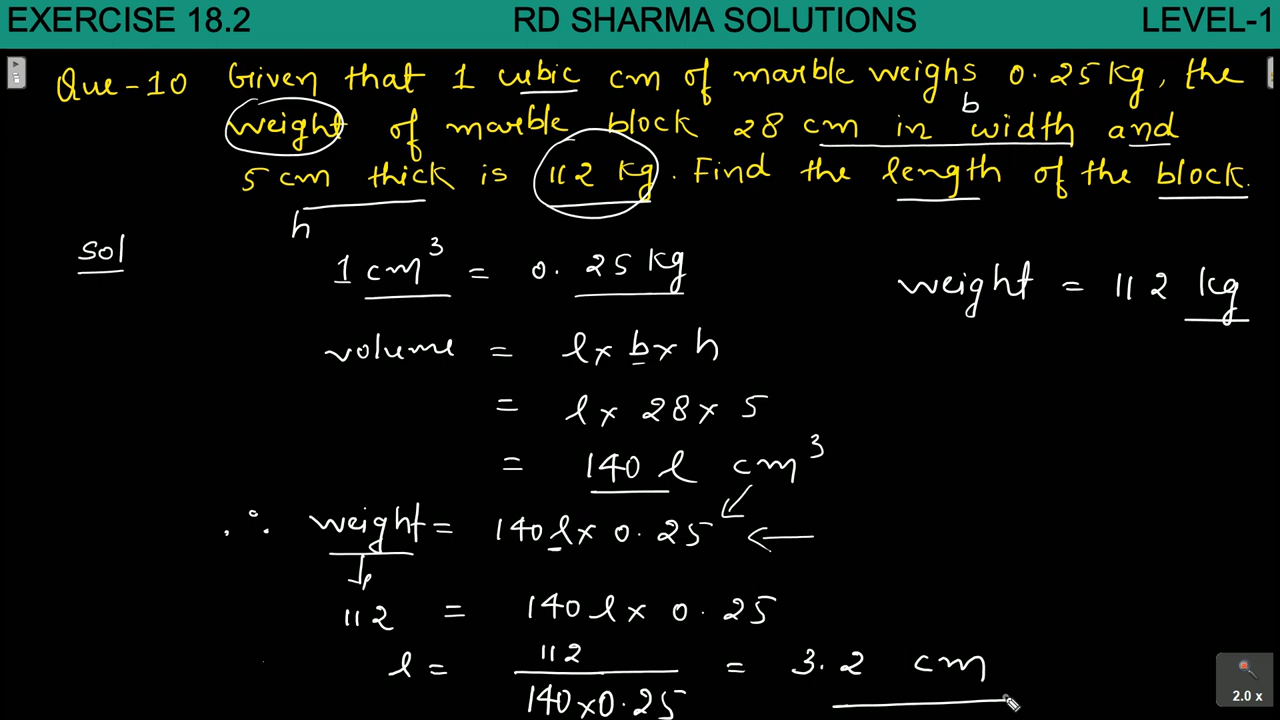 EXERCISE 18.2 RD SHARMA SOLUTIONS LEVEL-1
Que-10 Given that 1 cubic cm of marble weighs 0.25 kg, the
b
weight of marble block 28 cm in width and
5 cm thick is 112 kg. Find the length of the block.
h
Sol
1 cm³ = 0.25 kg
weight = 112 kg
volume = l × b × h
= l × 28 × 5
= 140 l cm³
∴ weight = 140 l × 0.25
112 = 140 l × 0.25
l = 112 / 140 × 0.25 = 3.2 cm
2.0 x